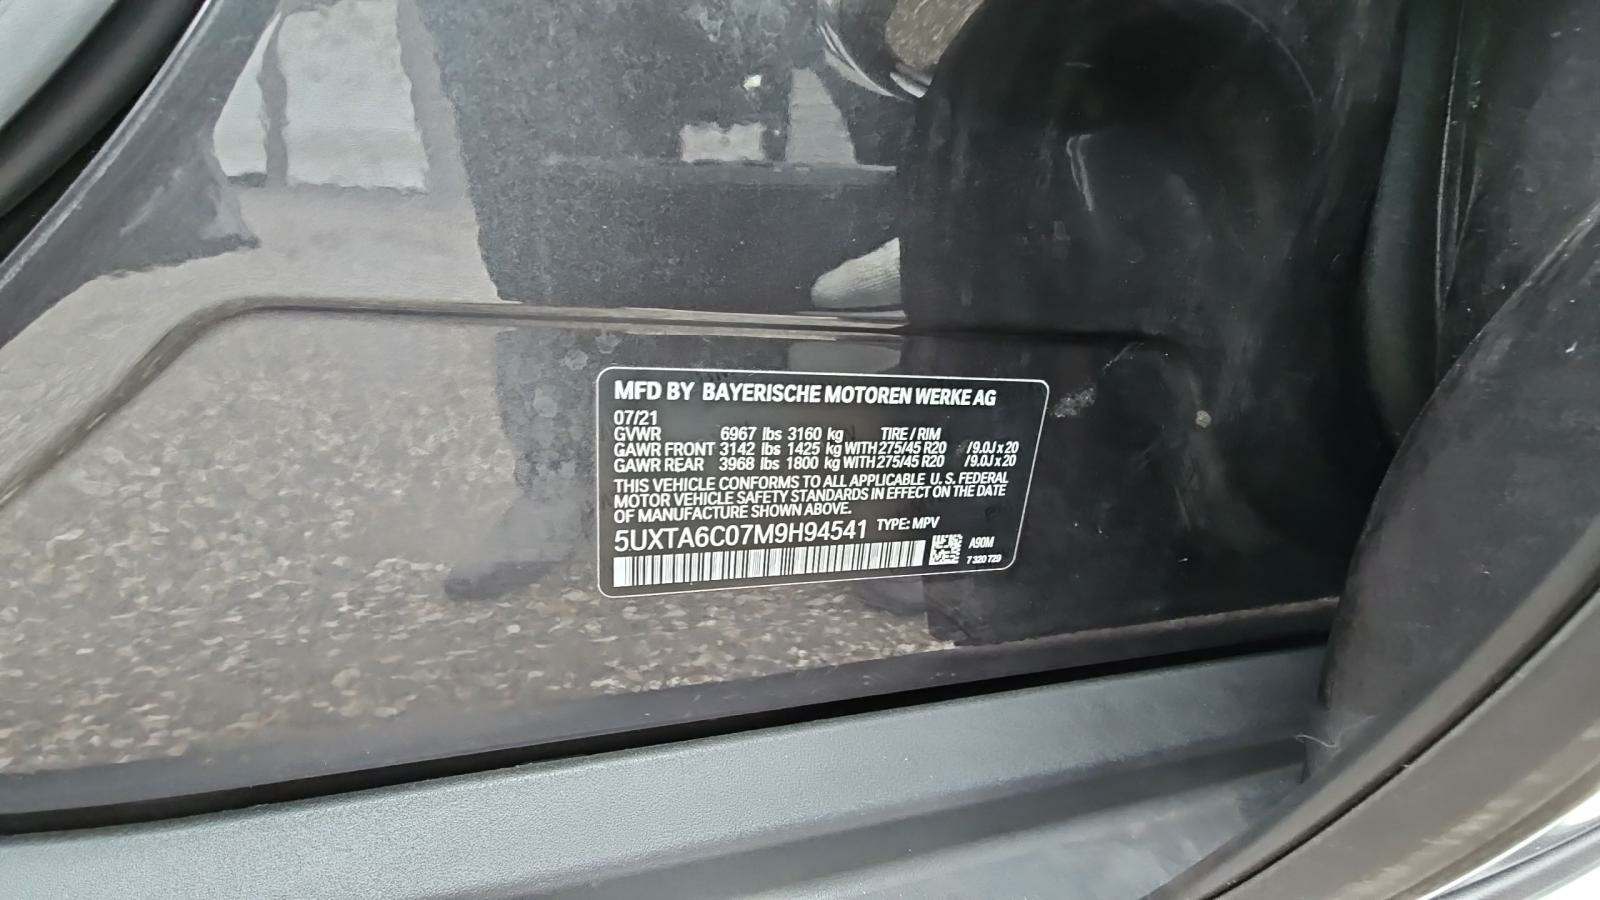 MFD BY BAYERISCHE MOTOREN WERKE AG
07/21
GVWR 6967 lbs 3160 kg TIRE / RIM
GAWR FRONT 3142 lbs 1425 kg WITH 275/45 R20 /9.0J x 20
GAWR REAR 3968 lbs 1800 kg WITH 275/45 R20 /9.0J x 20
THIS VEHICLE CONFORMS TO ALL APPLICABLE U.S. FEDERAL
MOTOR VEHICLE SAFETY STANDARDS IN EFFECT ON THE DATE
OF MANUFACTURE SHOWN ABOVE.
5UXTA6C07M9H94541 TYPE: MPV
A90M
7 320 729